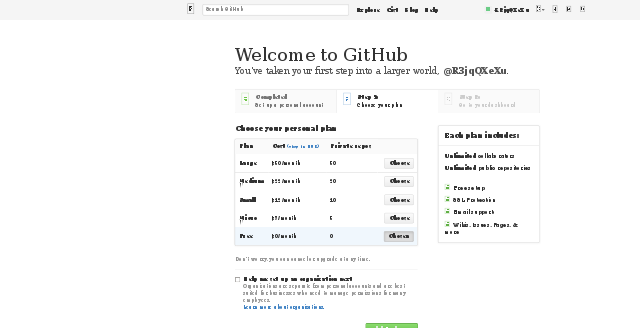 Search GitHub
Explore Gist Blog Help
R3jqQXeXu
Welcome to GitHub
You've taken your first step into a larger world, @R3jqQXeXu.
Completed
Set up a personal account
Step 2:
Choose your plan
Step 3:
Go to your dashboard
Choose your personal plan
Plan Cost Private repos
Large $50/month 50 Choose
Medium $22/month 20 Choose
Small $12/month 10 Choose
Micro $7/month 5 Choose
Free $0/month 0 Chosen
Don't worry, you can cancel or upgrade at any time.
Help me set up an organization next
Organizations are separate from personal accounts and are best
suited for businesses who need to manage permissions for many
employees.
Learn more about organizations.
Each plan includes:
Unlimited collaborators
Unlimited public repositories
Free setup
SSL Protection
Email support
Wikis, Issues, Pages, &
more